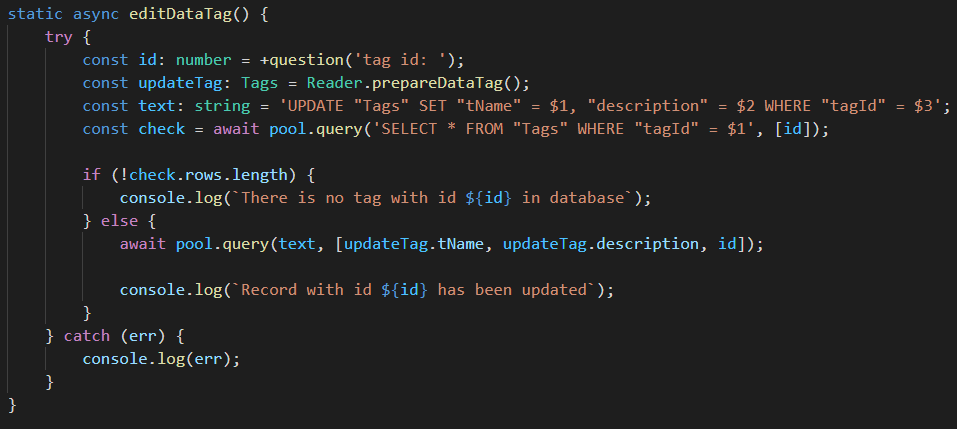 static async editDataTag() {
    try {
        const id: number = +question('tag id: ');
        const updateTag: Tags = Reader.prepareDataTag();
        const text: string = 'UPDATE "Tags" SET "tName" = $1, "description" = $2 WHERE "tagId" = $3';
        const check = await pool.query('SELECT * FROM "Tags" WHERE "tagId" = $1', [id]);

        if (!check.rows.length) {
            console.log(`There is no tag with id ${id} in database`);
        } else {
            await pool.query(text, [updateTag.tName, updateTag.description, id]);

            console.log(`Record with id ${id} has been updated`);
        }
    } catch (err) {
        console.log(err);
    }
}